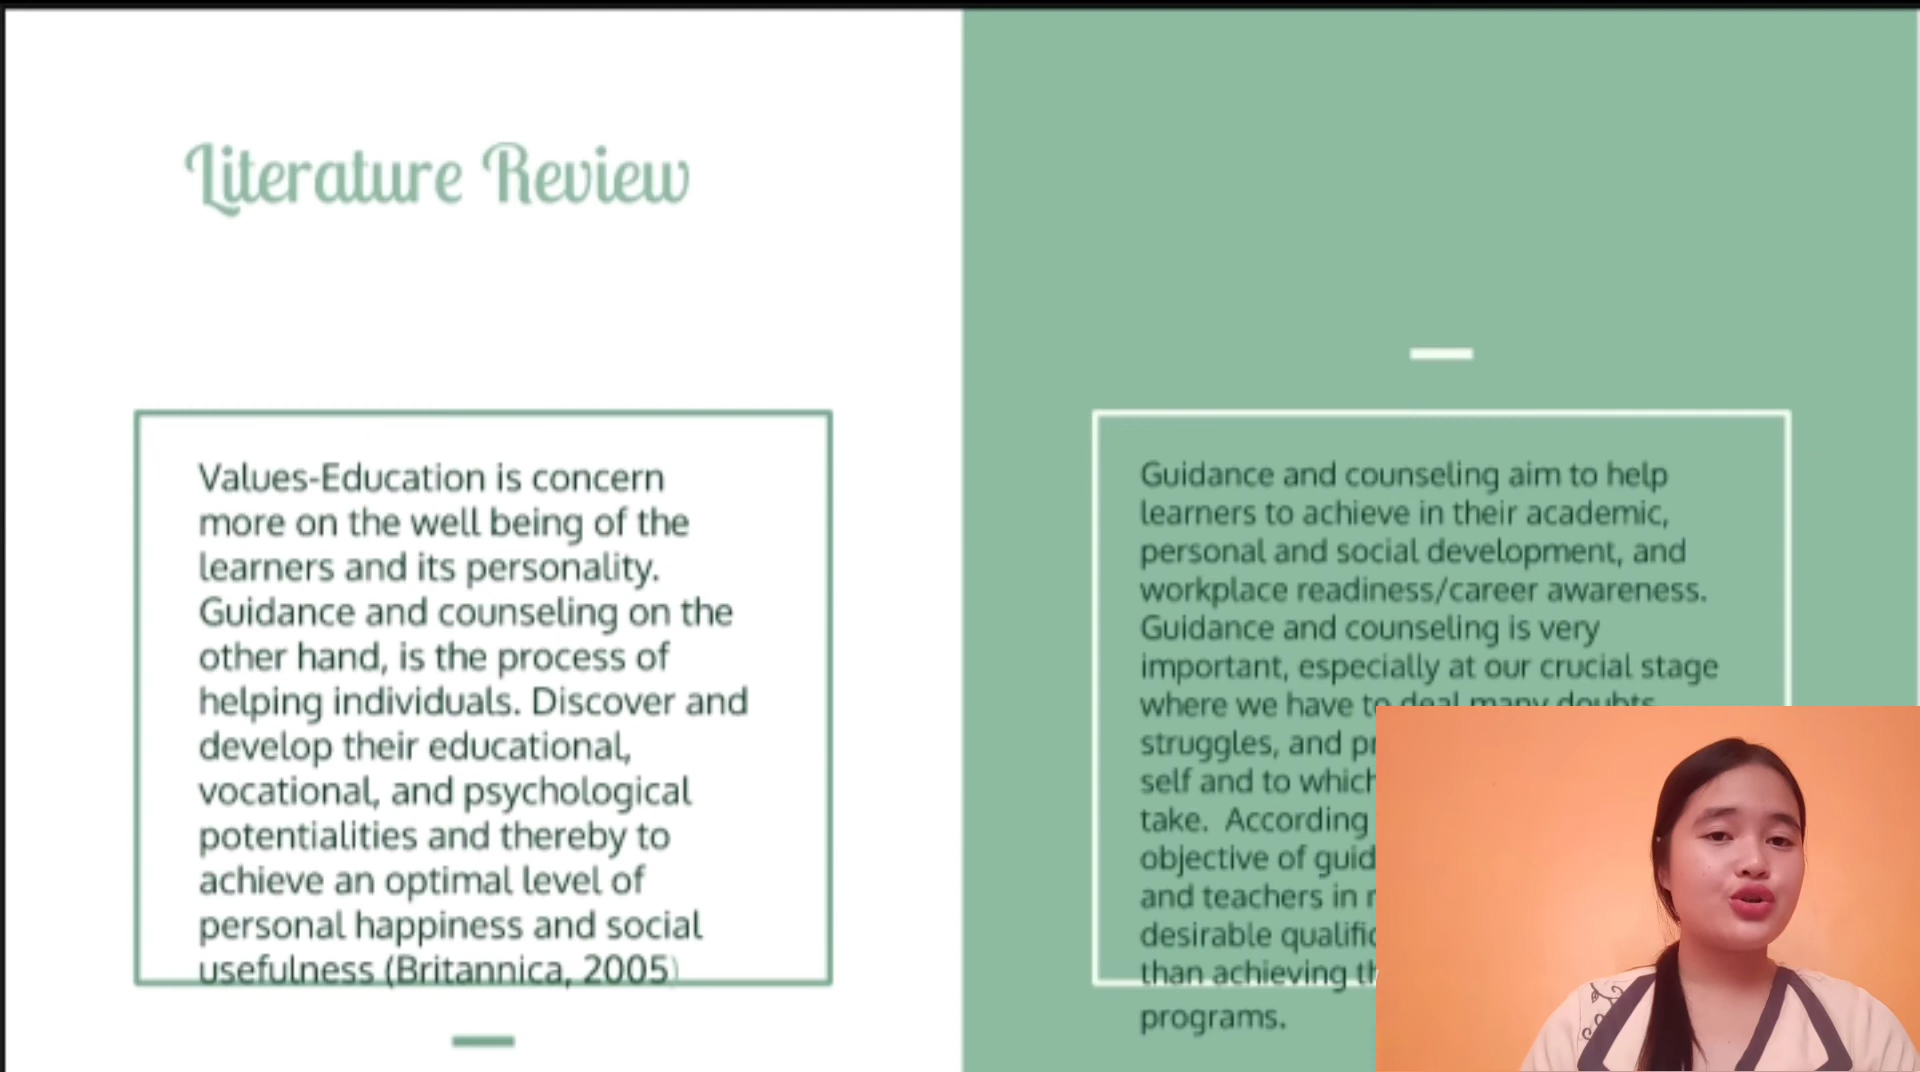 Literature Review
Values-Education is concern
more on the well being of the
learners and its personality.
Guidance and counseling on the
other hand, is the process of
helping individuals. Discover and
develop their educational,
vocational, and psychological
potentialities and thereby to
achieve an optimal level of
personal happiness and social
usefulness (Britannica, 2005)
Guidance and counseling aim to help
learners to achieve in their academic,
personal and social development, and
workplace readiness/career awareness.
Guidance and counseling is very
important, especially at our crucial stage
where we have to deal many doubts
struggles, and
self and to which
take. According
objective of
and teachers in
desirable
than achieving
programs.